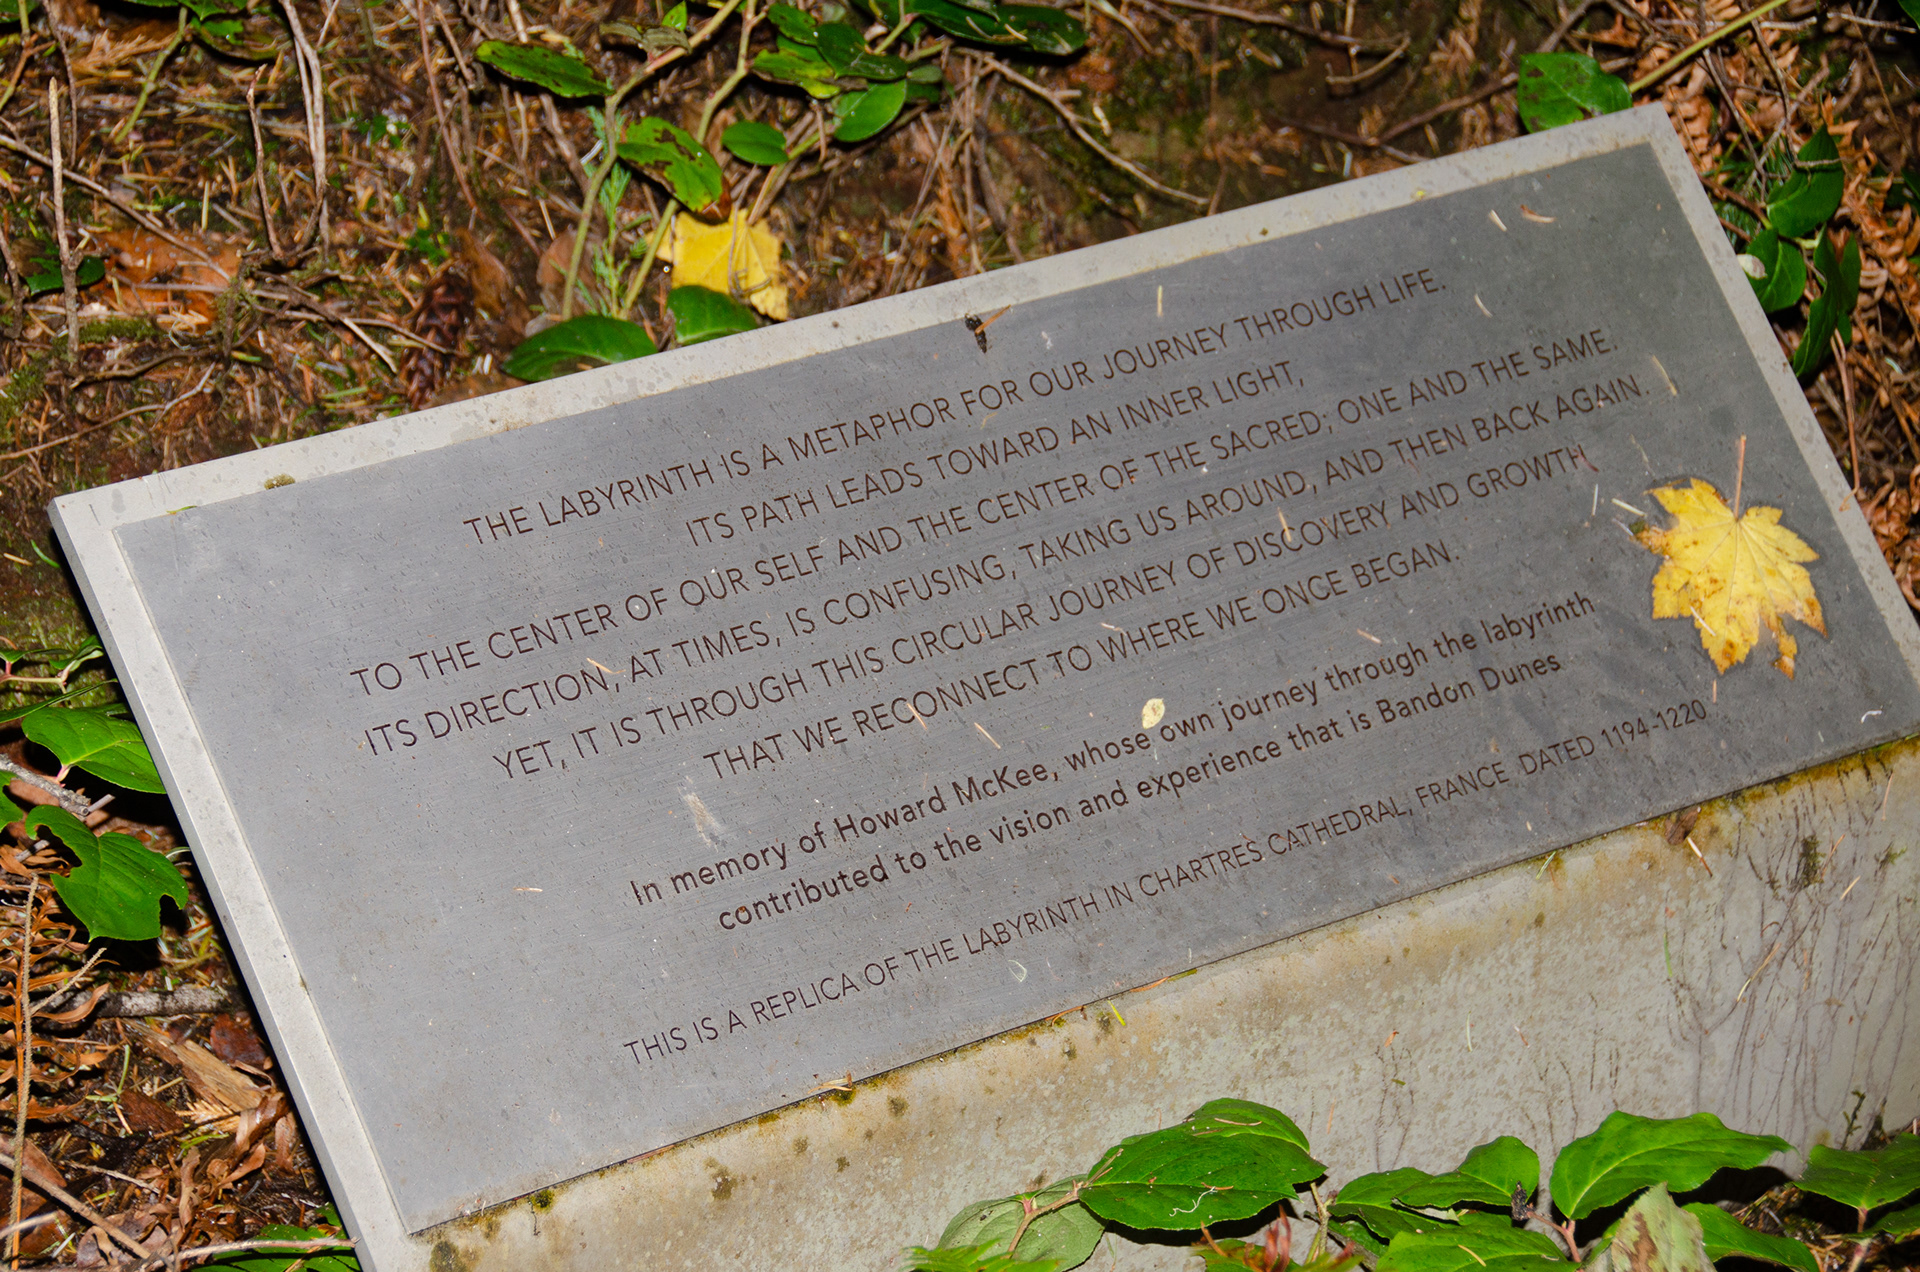 THE LABYRINTH IS A METAPHOR FOR OUR JOURNEY THROUGH LIFE.
ITS PATH LEADS TOWARD AN INNER LIGHT,
TO THE CENTER OF OUR SELF AND THE CENTER OF THE SACRED; ONE AND THE SAME.
ITS DIRECTION, AT TIMES, IS CONFUSING, TAKING US AROUND, AND THEN BACK AGAIN.
YET, IT IS THROUGH THIS CIRCULAR JOURNEY OF DISCOVERY AND GROWTH
THAT WE RECONNECT TO WHERE WE ONCE BEGAN.
In memory of Howard McKee, whose own journey through the labyrinth
contributed to the vision and experience that is Bandon Dunes
THIS IS A REPLICA OF THE LABYRINTH IN CHARTRES CATHEDRAL, FRANCE DATED 1194-1220